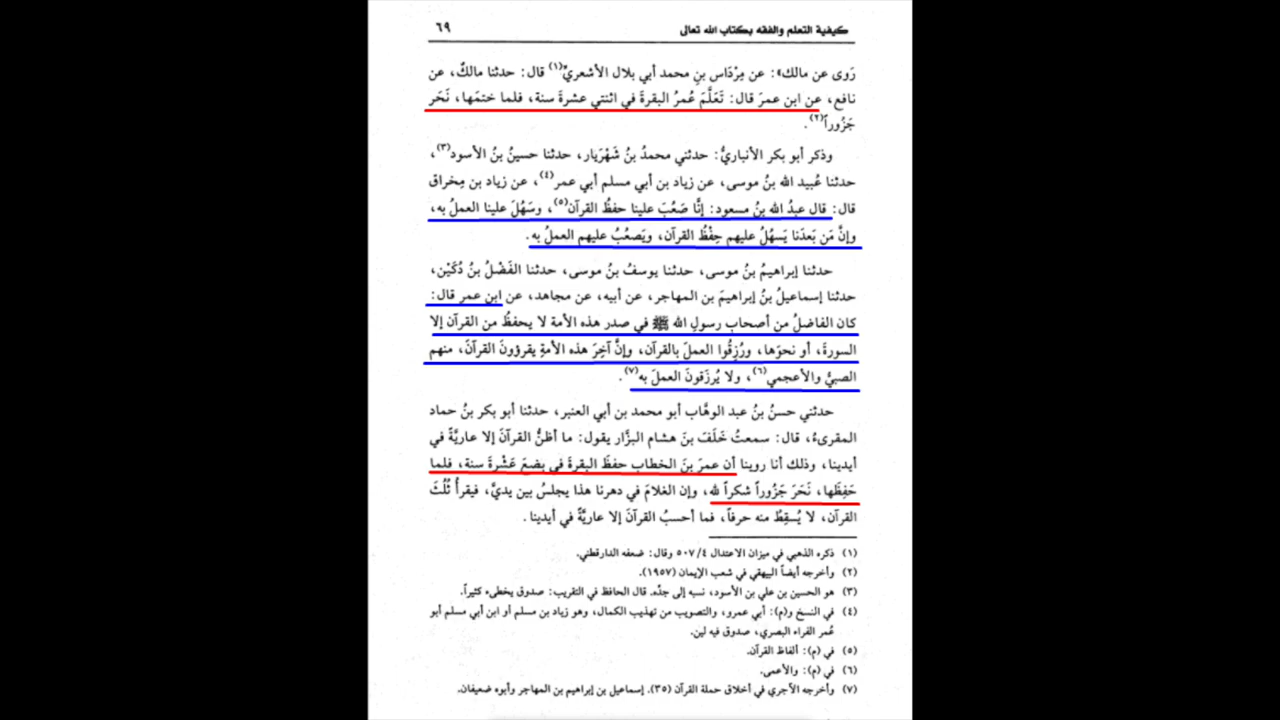 كيفية التعلم والفقه بكتاب الله تعالى ٦٩
رَوى عن مالك»: عن مِرْدَاس بنِ محمد أبي بلال الأشعريِّ(١) قال: حدثنا مالكٌ، عن
نافع، عن ابن عمرَ قال: تَعَلَّمَ عُمرُ البقرةَ في اثنتي عشرةَ سنة، فلما ختمَها، نَحَر
جَزُوراً(٢).
وذكر أبو بكر الأنباريُّ: حدثني محمدُ بنُ شَهْرَيار، حدثنا حسينُ بنُ الأسود(٣)،
حدثنا عُبيد الله بنُ موسى، عن زياد بن أبي مسلم أبي عمر(٤)، عن زياد بن مِخراق
قال: قال عبدُ الله بنُ مسعود: إنَّا صَعُبَ علينا حفظُ القرآن(٥)، وسَهُلَ علينا العملُ به،
وإنَّ مَن بَعدَنا يَسهُل عليهم حِفْظُ القرآن، ويَصعُبُ عليهم العملُ به.
حدثنا إبراهيمُ بنُ موسى، حدثنا يوسفُ بنُ موسى، حدثنا الفَضْلُ بنُ دُكَيْن،
حدثنا إسماعيلُ بنُ إبراهيمَ بن المهاجر، عن أبيه، عن مجاهد، عن ابن عمر قال:
كان الفاضلُ من أصحاب رسولِ الله ﷺ في صدر هذه الأمة لا يحفظُ من القرآن إلا
السورةَ، أو نحوَها، ورُزِقُوا العملَ بالقرآن، وإنَّ آخِرَ هذه الأمةِ يقرؤونَ القرآنَ، منهم
الصبيُّ والأعجمي(٦)، ولا يُرزَقونَ العملَ به(٧).
حدثني حسنُ بنُ عبد الوهَّاب أبو محمد بن أبي العنبر، حدثنا أبو بكر بنُ حماد
المقرىءُ، قال: سمعتُ خَلَفَ بنَ هشام البزَّار يقول: ما أظنُّ القرآنَ إلا عاريَّةً في
أيدينا، وذلك أنا روينا أن عمرَ بنَ الخطاب حفظَ البقرةَ في بضعَ عَشْرةَ سنة، فلما
حَفِظَها، نَحَرَ جَزُوراً شكراً لله، وإن الغلامَ في دهرنا هذا يجلسُ بين يديَّ، فيقرأُ ثُلُثَ
القرآن، لا يُسقِطُ منه حرفاً، فما أحسبُ القرآنَ إلا عاريَّةً في أيدينا.
(١) ذكره الذهبي في ميزان الاعتدال ٥٠٧/٤ وقال: ضعفه الدارقطني.
(٢) وأخرجه أيضاً البيهقي في شعب الإيمان (١٩٥٧).
(٣) هو الحسين بن علي بن الأسود، نسبه إلى جدِّه. قال الحافظ في التقريب: صدوق يخطىء كثيراً.
(٤) في النسخ و(م): أبي عمرو، والتصويب من تهذيب الكمال، وهو زياد بن مسلم أو ابن أبي مسلم أبو
عُمر الفراء البصري، صدوق فيه لين.
(٥) في (م): ألفاظ القرآن.
(٦) في (م): والأعمى.
(٧) وأخرجه الآجري في أخلاق حملة القرآن (٣٥). إسماعيل بن إبراهيم بن المهاجر وأبوه ضعيفان.